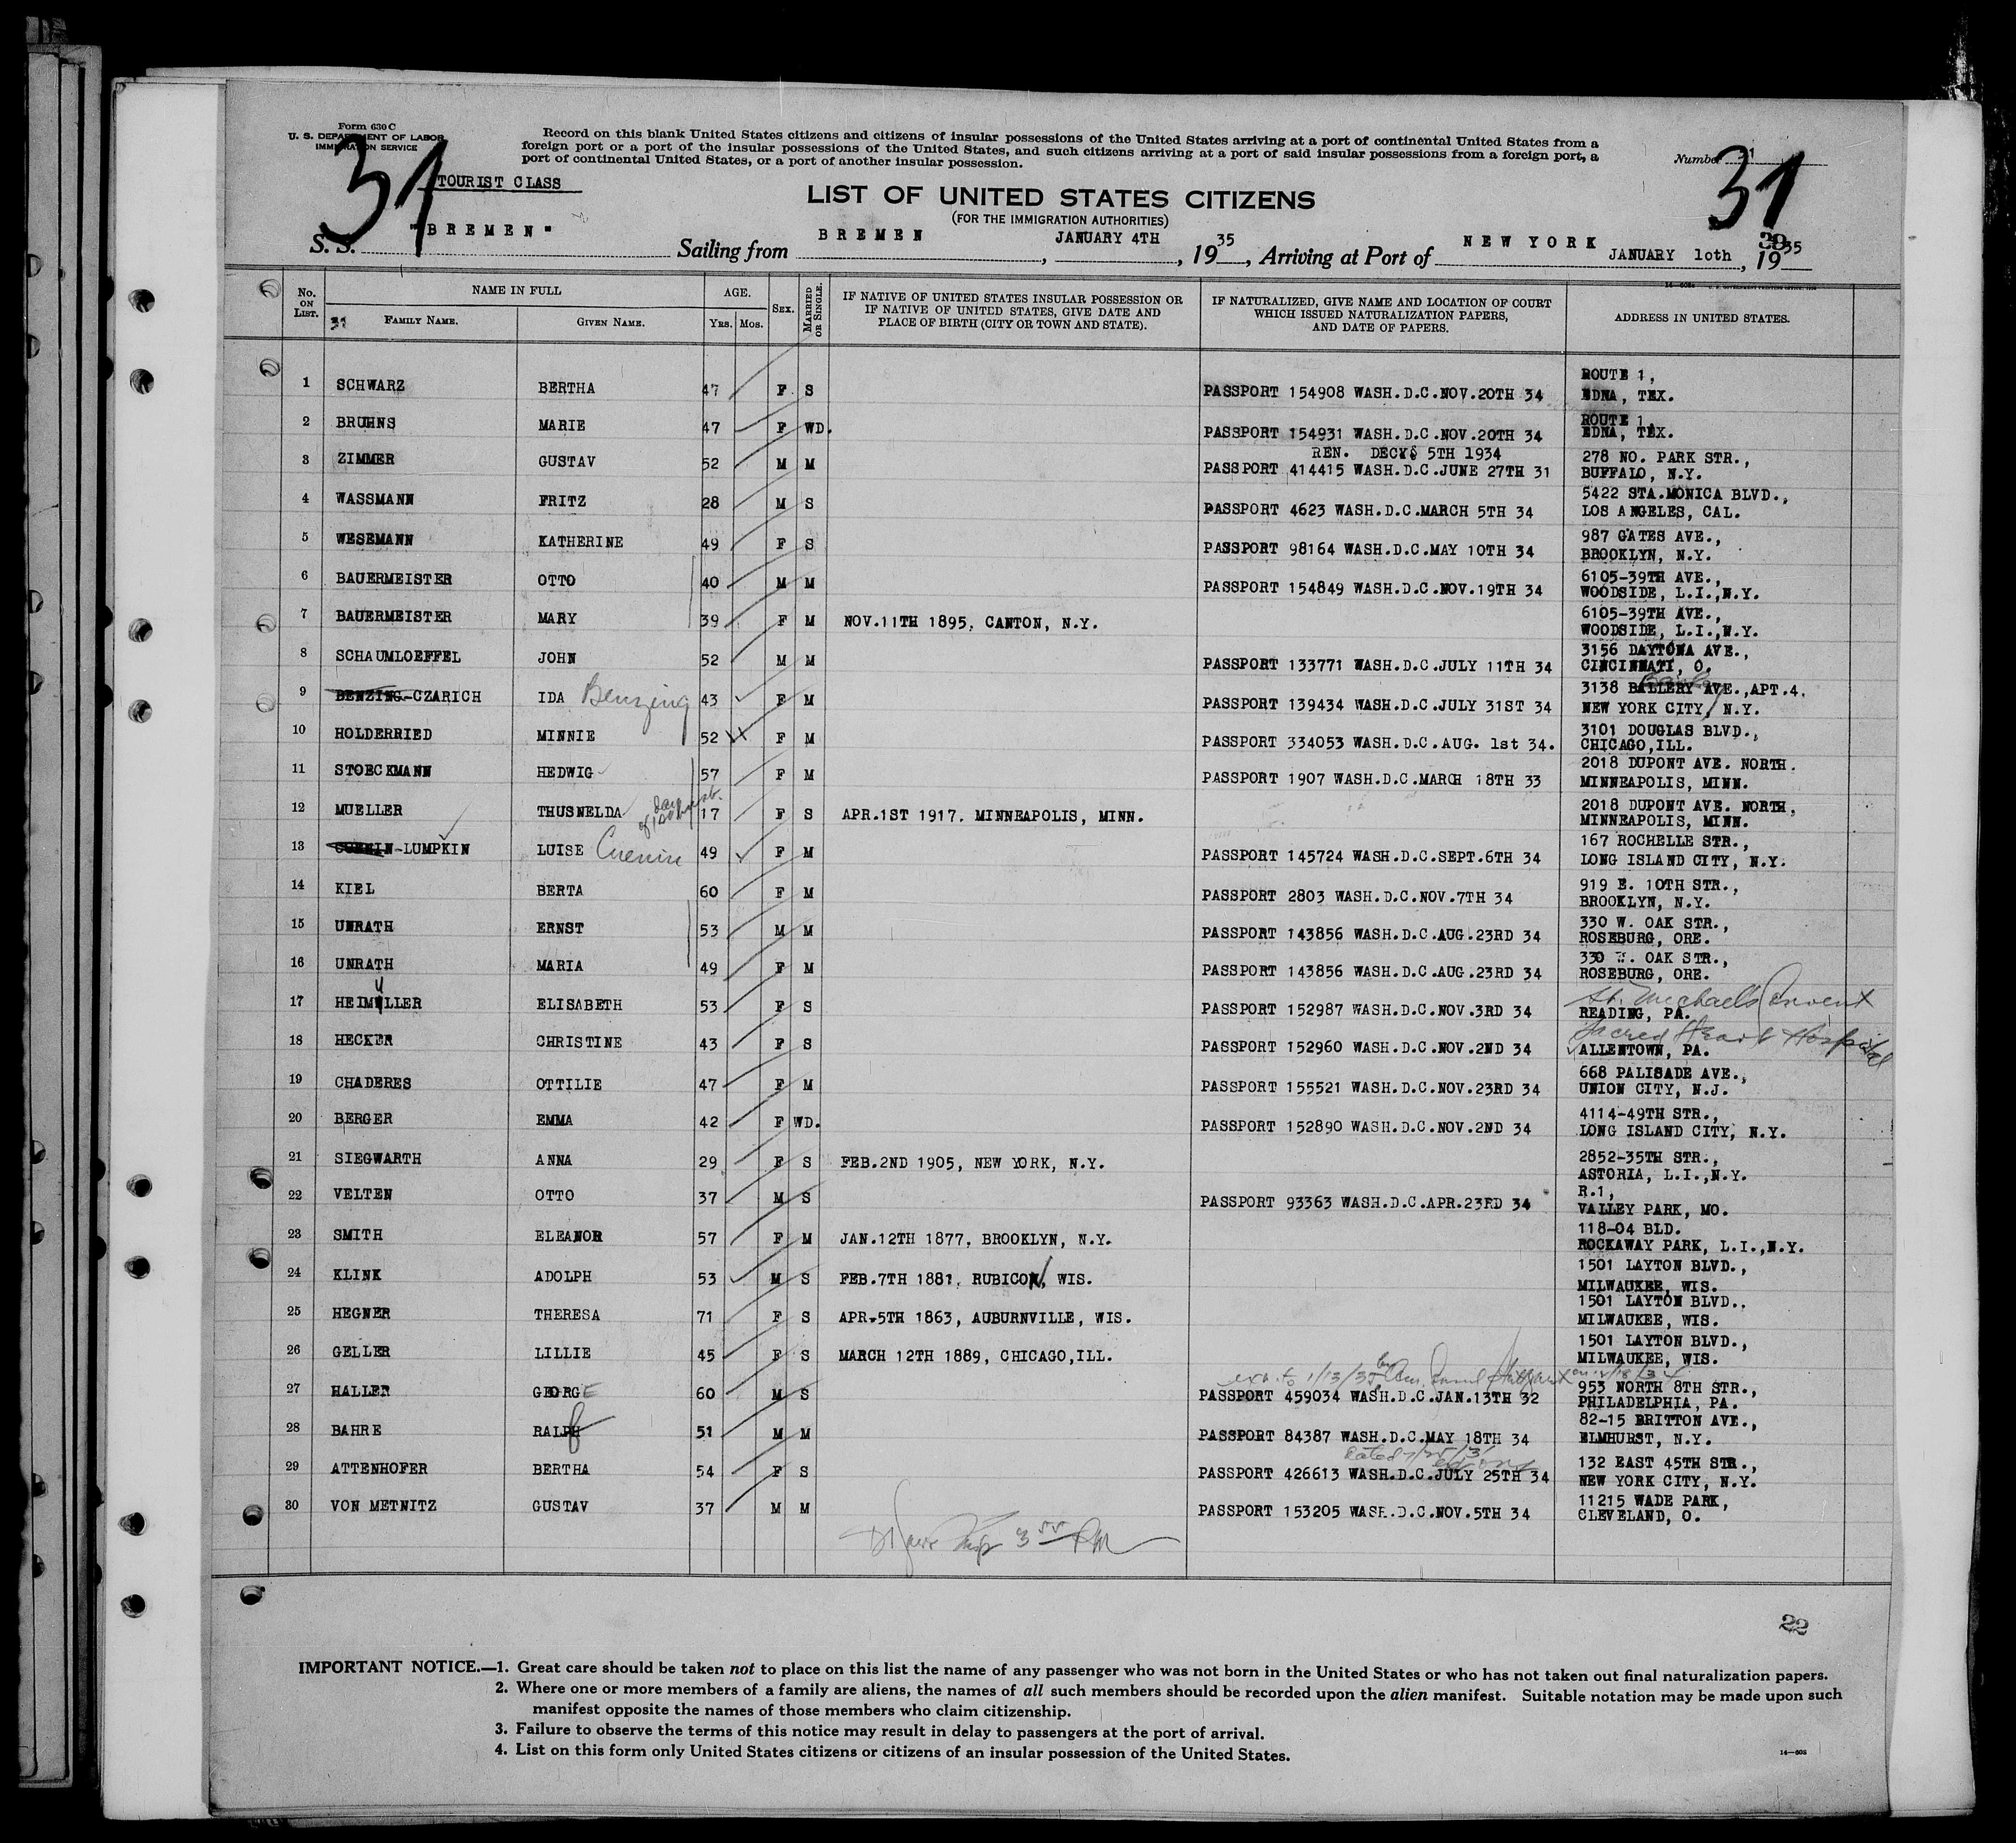 Form 630 C
U. S. DEPARTMENT OF LABOR
IMMIGRATION SERVICE
31
TOURIST CLASS
Record on this blank United States citizens and citizens of insular possessions of the United States arriving at a port of continental United States from a
foreign port or a port of the insular possessions of the United States, and such citizens arriving at a port of said insular possessions from a foreign port, a
port of continental United States, or a port of another insular possession.
Number 31
31
LIST OF UNITED STATES CITIZENS
(FOR THE IMMIGRATION AUTHORITIES)
S. S. "BREMEN" Sailing from BREMEN, JANUARY 4TH, 1935, Arriving at Port of NEW YORK JANUARY 10th, 1935
No. ON LIST. NAME IN FULL FAMILY NAME. GIVEN NAME. AGE. Yrs. Mos. SEX. MARRIED OR SINGLE. IF NATIVE OF UNITED STATES INSULAR POSSESSION OR IF NATIVE OF UNITED STATES, GIVE DATE AND PLACE OF BIRTH (CITY OR TOWN AND STATE). IF NATURALIZED, GIVE NAME AND LOCATION OF COURT WHICH ISSUED NATURALIZATION PAPERS, AND DATE OF PAPERS. ADDRESS IN UNITED STATES.
1 SCHWARZ BERTHA 47 F S PASSPORT 154908 WASH.D.C.NOV.20TH 34 ROUTE 1, EDNA, TEX.
2 BRUHNS MARIE 47 F WD. PASSPORT 154931 WASH.D.C.NOV.20TH 34 ROUTE 1, EDNA, TEX.
3 ZIMMER GUSTAV 52 M M REN. DEC 5TH 1934 PASSPORT 414415 WASH.D.C.JUNE 27TH 31 278 NO. PARK STR., BUFFALO, N.Y.
4 WASSMANN FRITZ 28 M S PASSPORT 4623 WASH.D.C.MARCH 5TH 34 5422 STA.MONICA BLVD., LOS ANGELES, CAL.
5 WESEMANN KATHERINE 49 F S PASSPORT 98164 WASH.D.C.MAY 10TH 34 987 GATES AVE., BROOKLYN, N.Y.
6 BAUERMEISTER OTTO 40 M M PASSPORT 154849 WASH.D.C.NOV.19TH 34 6105-39TH AVE., WOODSIDE, L.I.,N.Y.
7 BAUERMEISTER MARY 39 F M NOV.11TH 1895, CANTON, N.Y. 6105-39TH AVE., WOODSIDE, L.I.,N.Y.
8 SCHAUMLOEFFEL JOHN 52 M M PASSPORT 133771 WASH.D.C.JULY 11TH 34 3156 DAYTONA AVE., CINCINNATI, O.
9 BENZING-CZARICH IDA Benzing 43 F M PASSPORT 139434 WASH.D.C.JULY 31ST 34 3138 BALLERY AVE.,APT.4. NEW YORK CITY, N.Y.
10 HOLDERRIED MINNIE 52 F M PASSPORT 334053 WASH.D.C.AUG. 1st 34. 3101 DOUGLAS BLVD., CHICAGO,ILL.
11 STOECKMANN HEDWIG 57 F M PASSPORT 1907 WASH.D.C.MARCH 18TH 33 2018 DUPONT AVE. NORTH. MINNEAPOLIS, MINN.
12 MUELLER THUSNELDA 17 F S APR.1ST 1917. MINNEAPOLIS, MINN. 2018 DUPONT AVE. NORTH, MINNEAPOLIS, MINN.
13 CUENIN-LUMPKIN LUISE Cuenin 49 F M PASSPORT 145724 WASH.D.C.SEPT.6TH 34 167 ROCHELLE STR., LONG ISLAND CITY, N.Y.
14 KIEL BERTA 60 F M PASSPORT 2803 WASH.D.C.NOV.7TH 34 919 E. 10TH STR., BROOKLYN, N.Y.
15 UNRATH ERNST 53 M M PASSPORT 143856 WASH.D.C.AUG.23RD 34 330 W. OAK STR., ROSEBURG, ORE.
16 UNRATH MARIA 49 F M PASSPORT 143856 WASH.D.C.AUG.23RD 34 330 W. OAK STR., ROSEBURG, ORE.
17 HEIMYLLER ELISABETH 53 F S PASSPORT 152987 WASH.D.C.NOV.3RD 34 St. Michaels Convent READING, PA.
18 HECKER CHRISTINE 43 F S PASSPORT 152960 WASH.D.C.NOV.2ND 34 Sacred Heart Hospital ALLENTOWN, PA.
19 CHADERES OTTILIE 47 F M PASSPORT 155521 WASH.D.C.NOV.23RD 34 668 PALISADE AVE., UNION CITY, N.J.
20 BERGER EMMA 42 F WD. PASSPORT 152890 WASH.D.C.NOV.2ND 34 4114-49TH STR., LONG ISLAND CITY, N.Y.
21 SIEGWARTH ANNA 29 F S FEB.2ND 1905, NEW YORK, N.Y. 2852-35TH STR., ASTORIA, L.I.,N.Y.
22 VELTEN OTTO 37 M S PASSPORT 93363 WASH.D.C.APR.23RD 34 R.1, VALLEY PARK, MO.
23 SMITH ELEANOR 57 F M JAN.12TH 1877, BROOKLYN, N.Y. 118-04 BLD. ROCKAWAY PARK, L.I.,N.Y.
24 KLINK ADOLPH 53 M S FEB.7TH 1881, RUBICON, WIS. 1501 LAYTON BLVD., MILWAUKEE, WIS.
25 HEGNER THERESA 71 F S APR.5TH 1863, AUBURNVILLE, WIS. 1501 LAYTON BLVD., MILWAUKEE, WIS.
26 GELLER LILLIE 45 F S MARCH 12TH 1889, CHICAGO,ILL. 1501 LAYTON BLVD., MILWAUKEE, WIS.
27 HALLER GEORGE 60 M S PASSPORT 459034 WASH.D.C.JAN.13TH 32 953 NORTH 8TH STR., PHILADELPHIA, PA.
28 BAHRE RALPH 51 M M PASSPORT 84387 WASH.D.C.MAY 18TH 34 82-15 BRITTON AVE., ELMHURST, N.Y.
29 ATTENHOFER BERTHA 54 F S PASSPORT 426613 WASH.D.C.JULY 25TH 34 132 EAST 45TH STR., NEW YORK CITY, N.Y.
30 VON METNITZ GUSTAV 37 M M PASSPORT 153205 WASH.D.C.NOV.5TH 34 11215 WADE PARK, CLEVELAND, O.
22
IMPORTANT NOTICE.—1. Great care should be taken not to place on this list the name of any passenger who was not born in the United States or who has not taken out final naturalization papers.
2. Where one or more members of a family are aliens, the names of all such members should be recorded upon the alien manifest. Suitable notation may be made upon such
manifest opposite the names of those members who claim citizenship.
3. Failure to observe the terms of this notice may result in delay to passengers at the port of arrival.
4. List on this form only United States citizens or citizens of an insular possession of the United States.
14—608